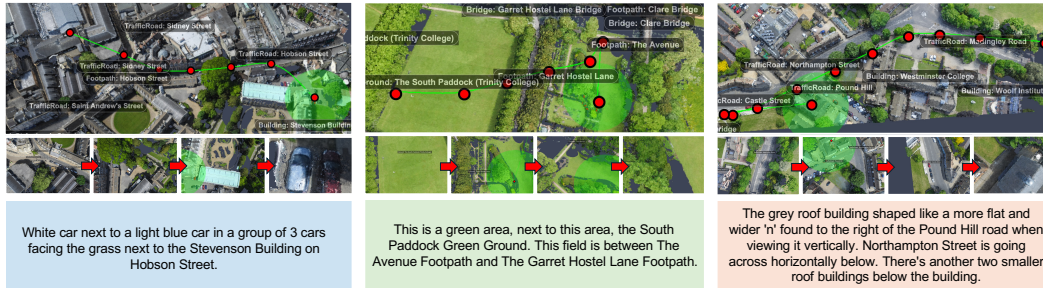 TrafficRoad: Sidney Street
TrafficRoad: Hobson Street
TrafficRoad: Sidney Street
Footpath: Hobson Street
TrafficRoad: Saint Andrew's Street
Building: Stevenson Buildin
White car next to a light blue car in a group of 3 cars
facing the grass next to the Stevenson Building on
Hobson Street.
Bridge: Garret Hostel Lane Bridge
Footpath: Clare Bridge
Bridge: Clare Bridge
ddock (Trinity College)
Footpath: The Avenue
Footpath: Garret Hostel Lane
round: The South Paddock (Trinity College)
This is a green area, next to this area, the South
Paddock Green Ground. This field is between The
Avenue Footpath and The Garret Hostel Lane Footpath.
TrafficRoad: Madingley Road
TrafficRoad: Northampton Street
Building: Westminster College
TrafficRoad: Pound Hill
Building: Woolf Institut
cRoad: Castle Street
bridge
The grey roof building shaped like a more flat and
wider 'n' found to the right of the Pound Hill road when
viewing it vertically. Northampton Street is going
across horizontally below. There's another two smaller
roof buildings below the building.